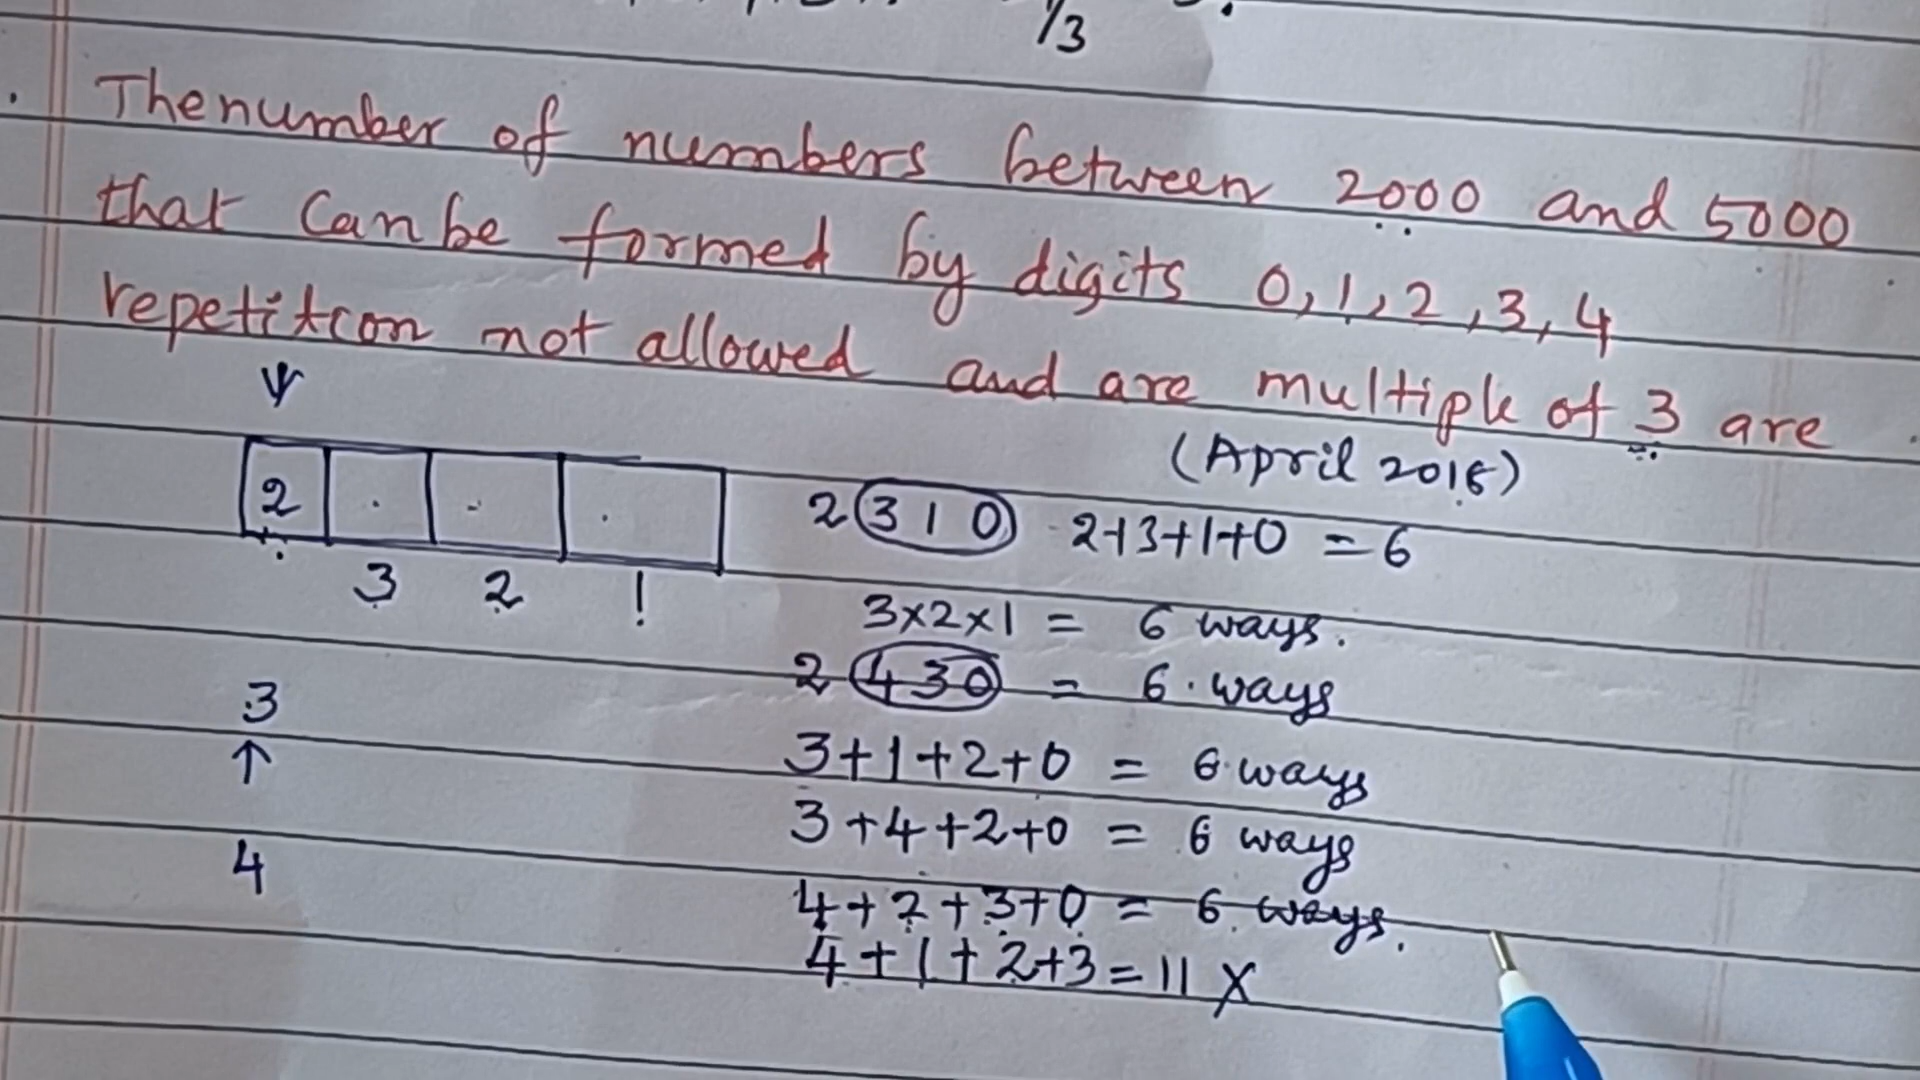 1/3
The number of numbers between 2000 and 5000
that can be formed by digits 0, 1, 2, 3, 4
repetition not allowed and are multiple of 3 are
(April 2018)
2 (3 1 0) 2+3+1+0 = 6
3 2 1
3×2×1 = 6 ways.
2 (4 3 0) = 6 ways
3
3+1+2+0 = 6 ways
3+4+2+0 = 6 ways
4
4+2+3+0 = 6 ways.
4+1+2+3 = 11 X